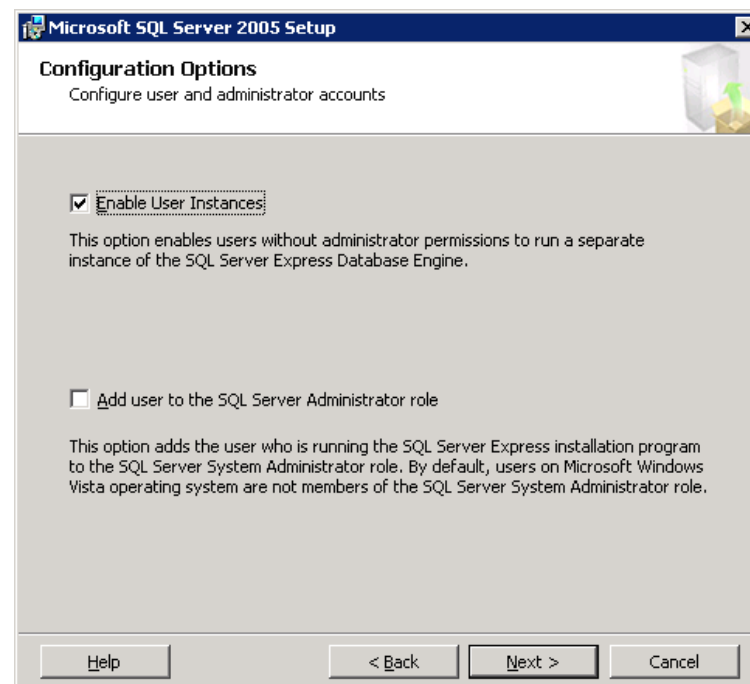 Microsoft SQL Server 2005 Setup
Configuration Options
Configure user and administrator accounts
Enable User Instances
This option enables users without administrator permissions to run a separate
instance of the SQL Server Express Database Engine.
Add user to the SQL Server Administrator role
This option adds the user who is running the SQL Server Express installation program
to the SQL Server System Administrator role. By default, users on Microsoft Windows
Vista operating system are not members of the SQL Server System Administrator role.
Help
< Back
Next >
Cancel